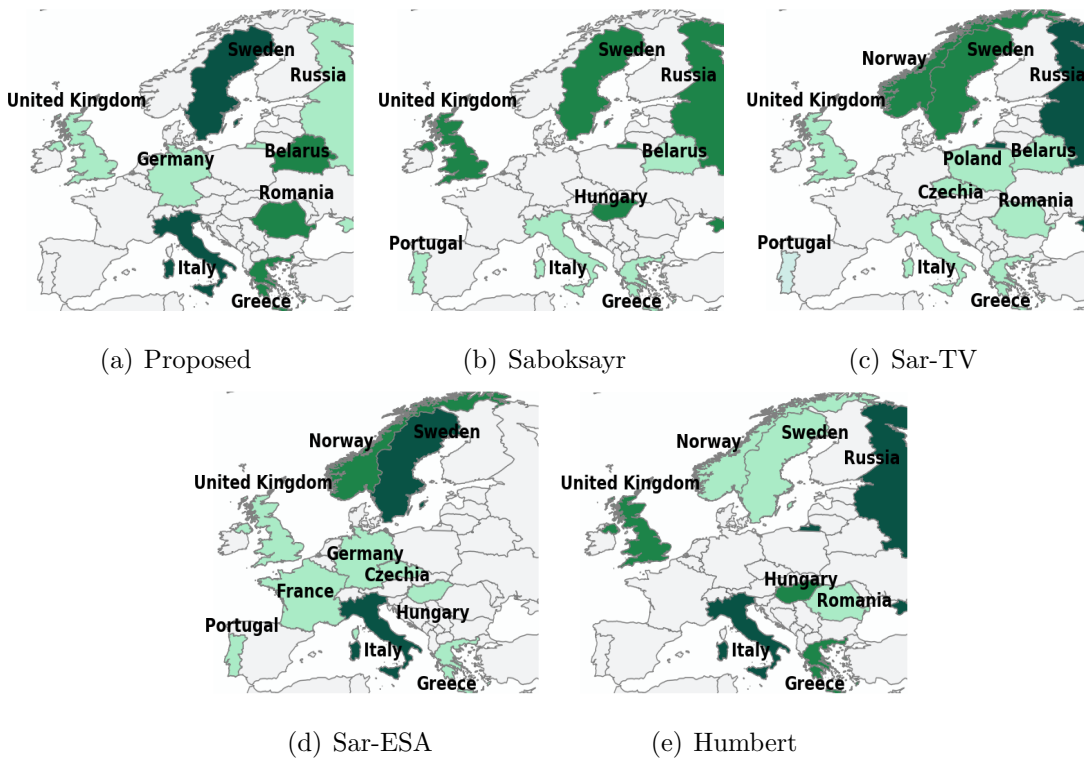 Sweden
Russia
United Kingdom
Germany
Belarus
Romania
Italy
Greece
(a) Proposed
Sweden
Russia
United Kingdom
Belarus
Hungary
Portugal
Italy
Greece
(b) Saboksayr
Norway
Sweden
Russia
United Kingdom
Poland
Belarus
Czechia
Romania
Portugal
Italy
Greece
(c) Sar-TV
Norway
Sweden
United Kingdom
Germany
Czechia
France
Hungary
Portugal
Italy
Greece
(d) Sar-ESA
Norway
Sweden
Russia
United Kingdom
Hungary
Romania
Italy
Greece
(e) Humbert